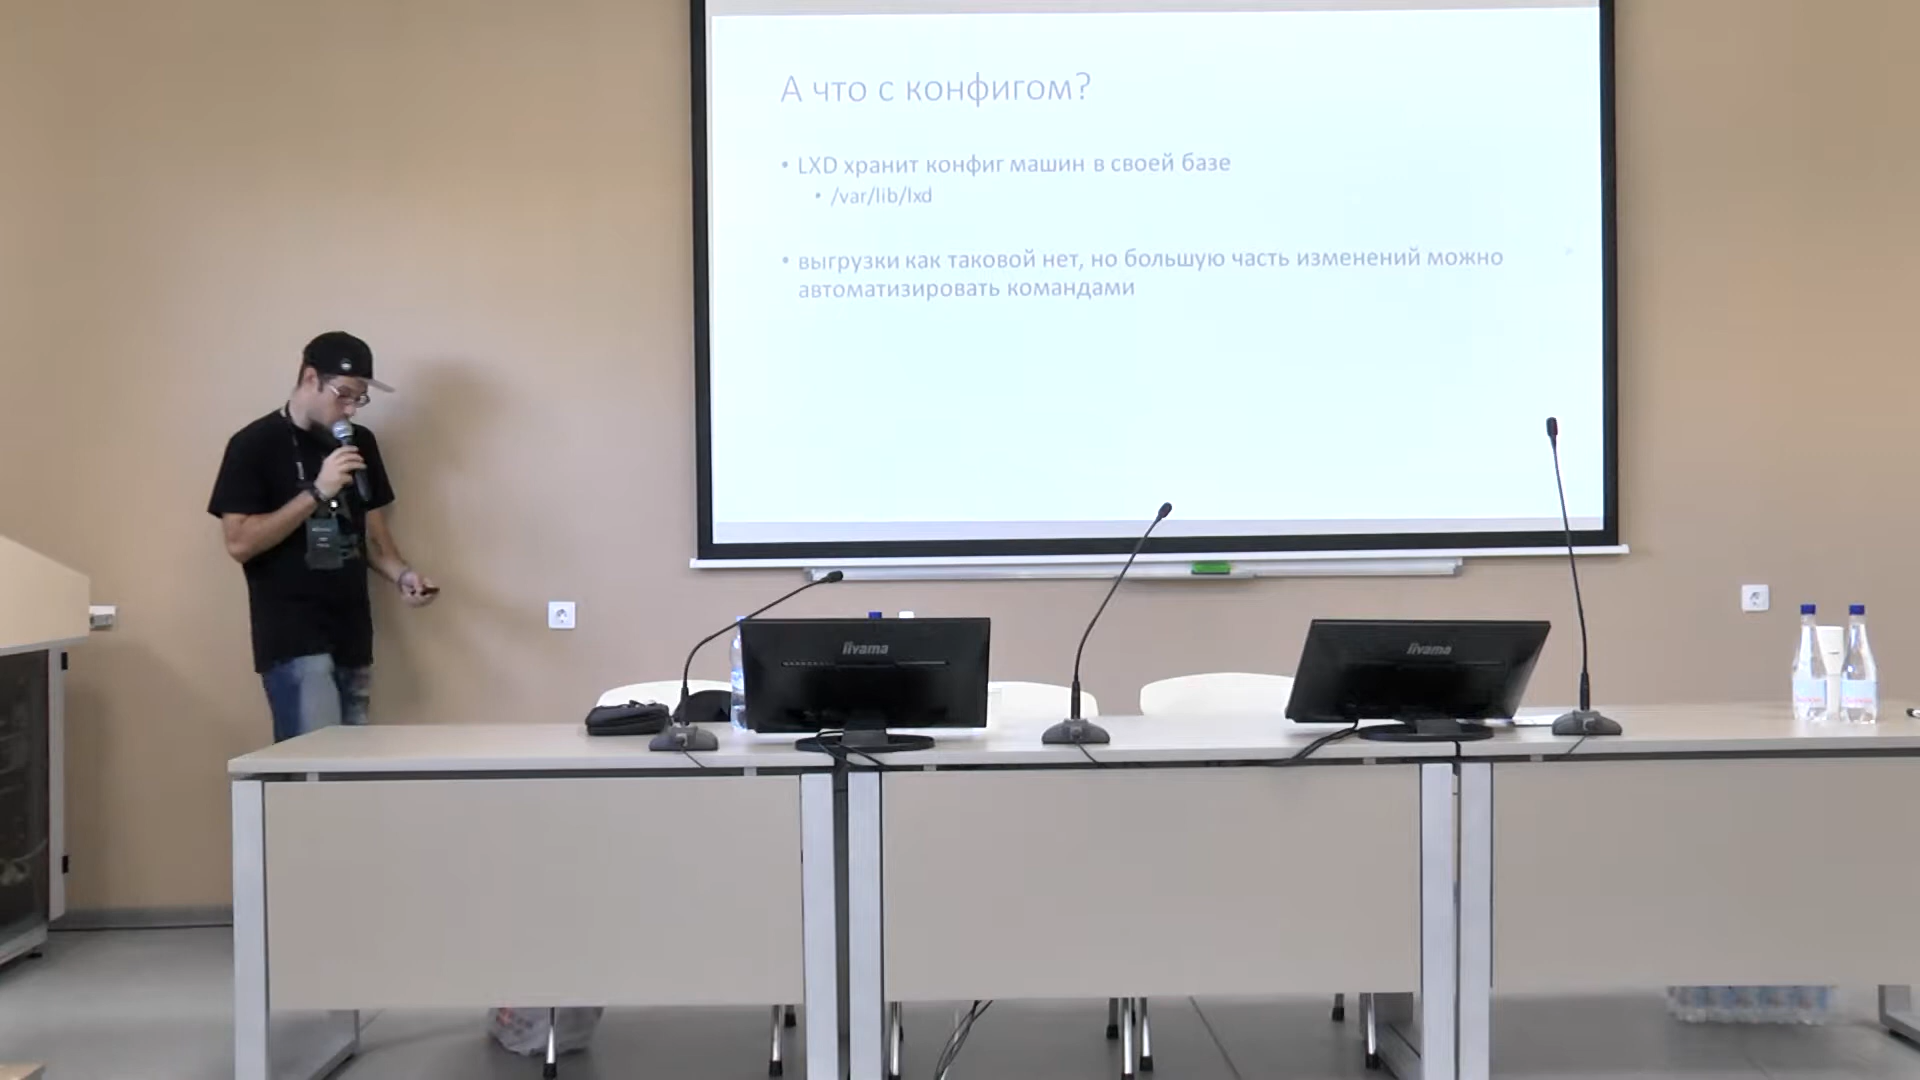 А что с конфигом?
• LXD хранит конфиг машин в своей базе
• /var/lib/lxd
• выгрузки как таковой нет, но большую часть изменений можно
автоматизировать командами
iiyama
iiyama